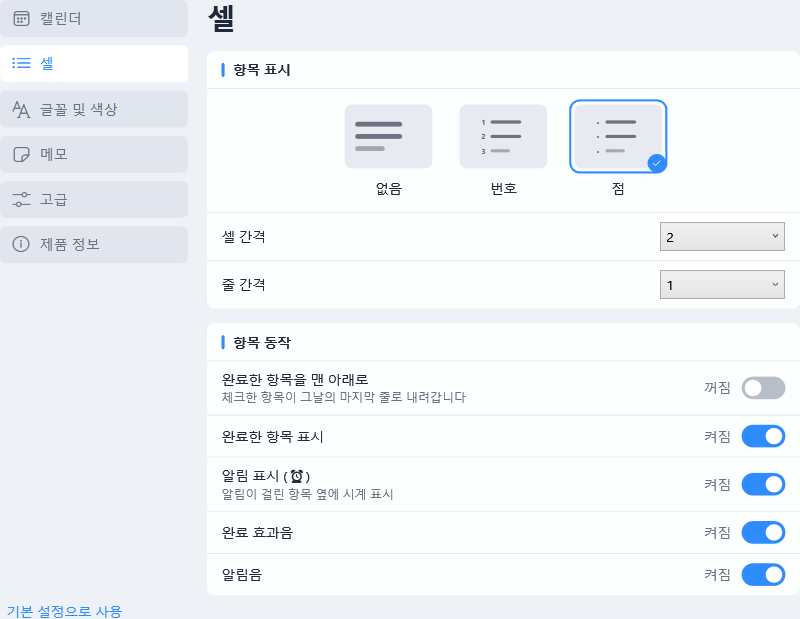 캘린더
셀
글꼴 및 색상
메모
고급
제품 정보
기본 설정으로 사용
셀
항목 표시
1
2
3
없음 번호 점
셀 간격 2
줄 간격 1
항목 동작
완료한 항목을 맨 아래로 꺼짐
체크한 항목이 그날의 마지막 줄로 내려갑니다
완료한 항목 표시 켜짐
알림 표시 (⏰) 켜짐
알림이 걸린 항목 옆에 시계 표시
완료 효과음 켜짐
알림음 켜짐